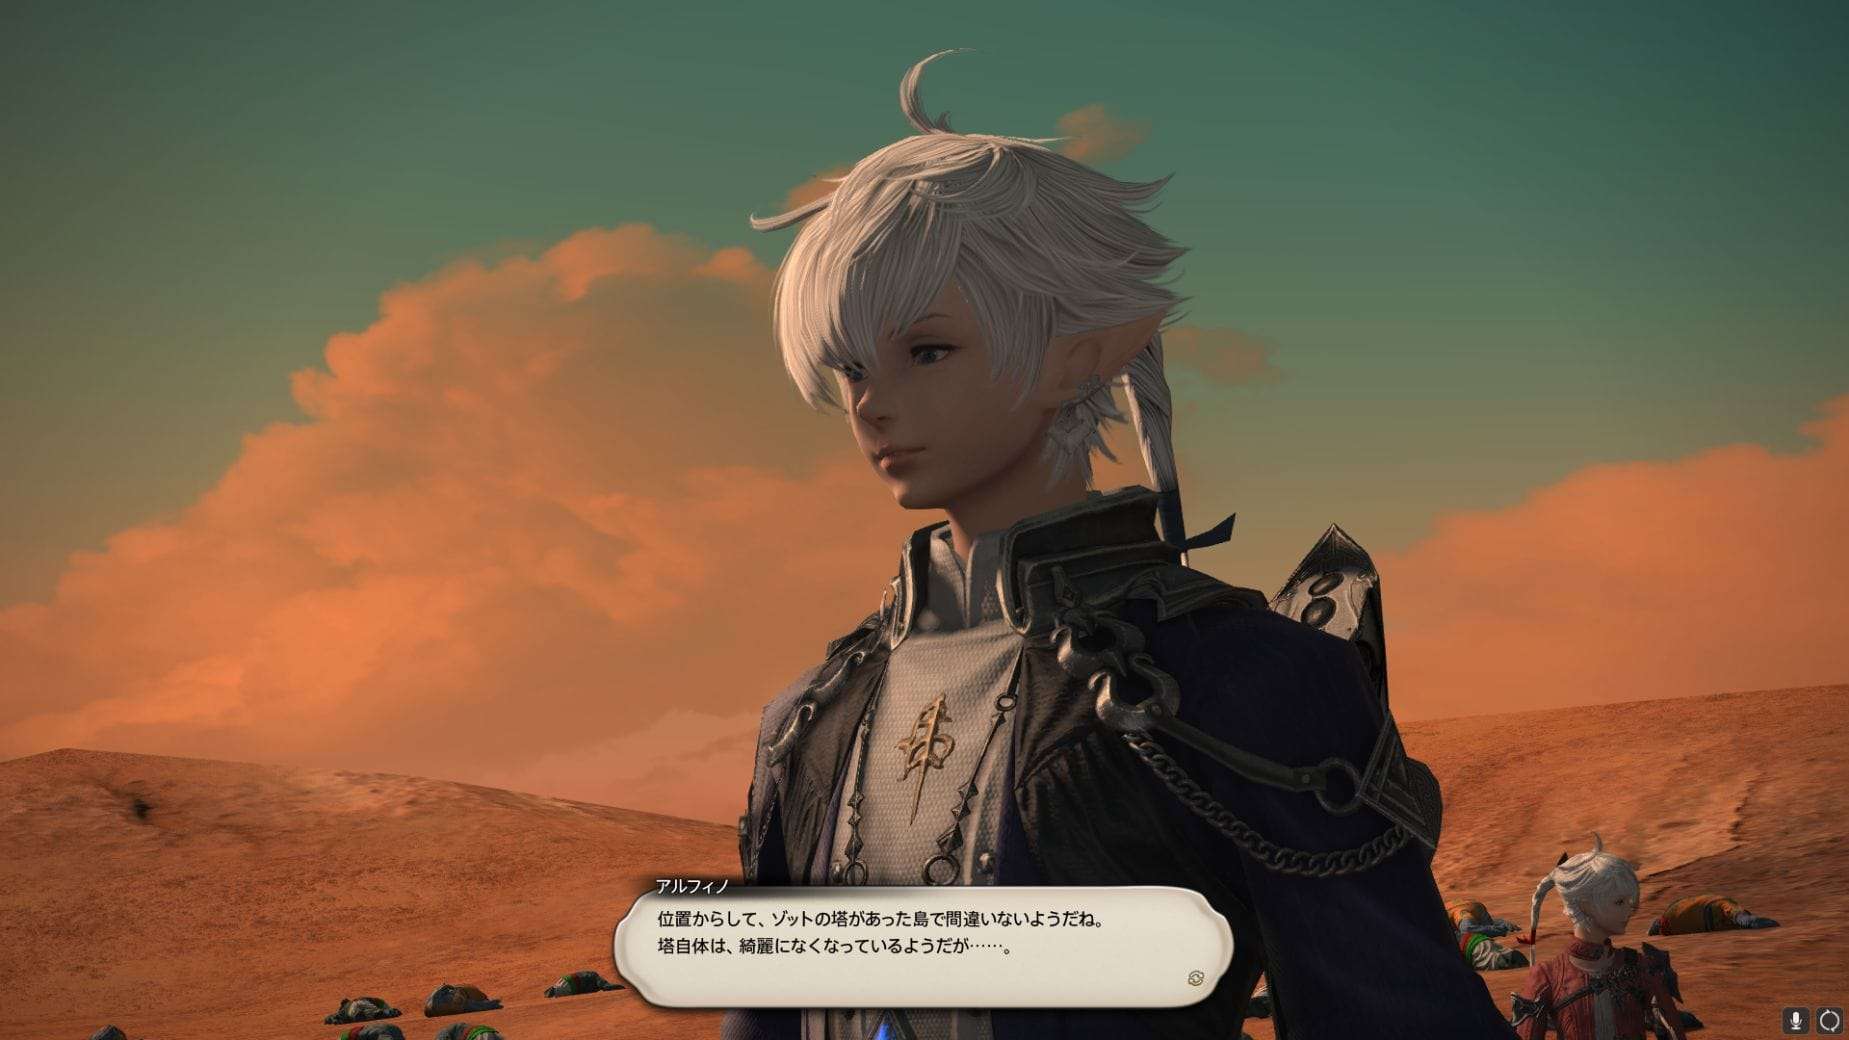 アルフィノ
位置からして、ゾットの塔があった島で間違いないようだね。
塔自体は、綺麗になくなっているようだが……。